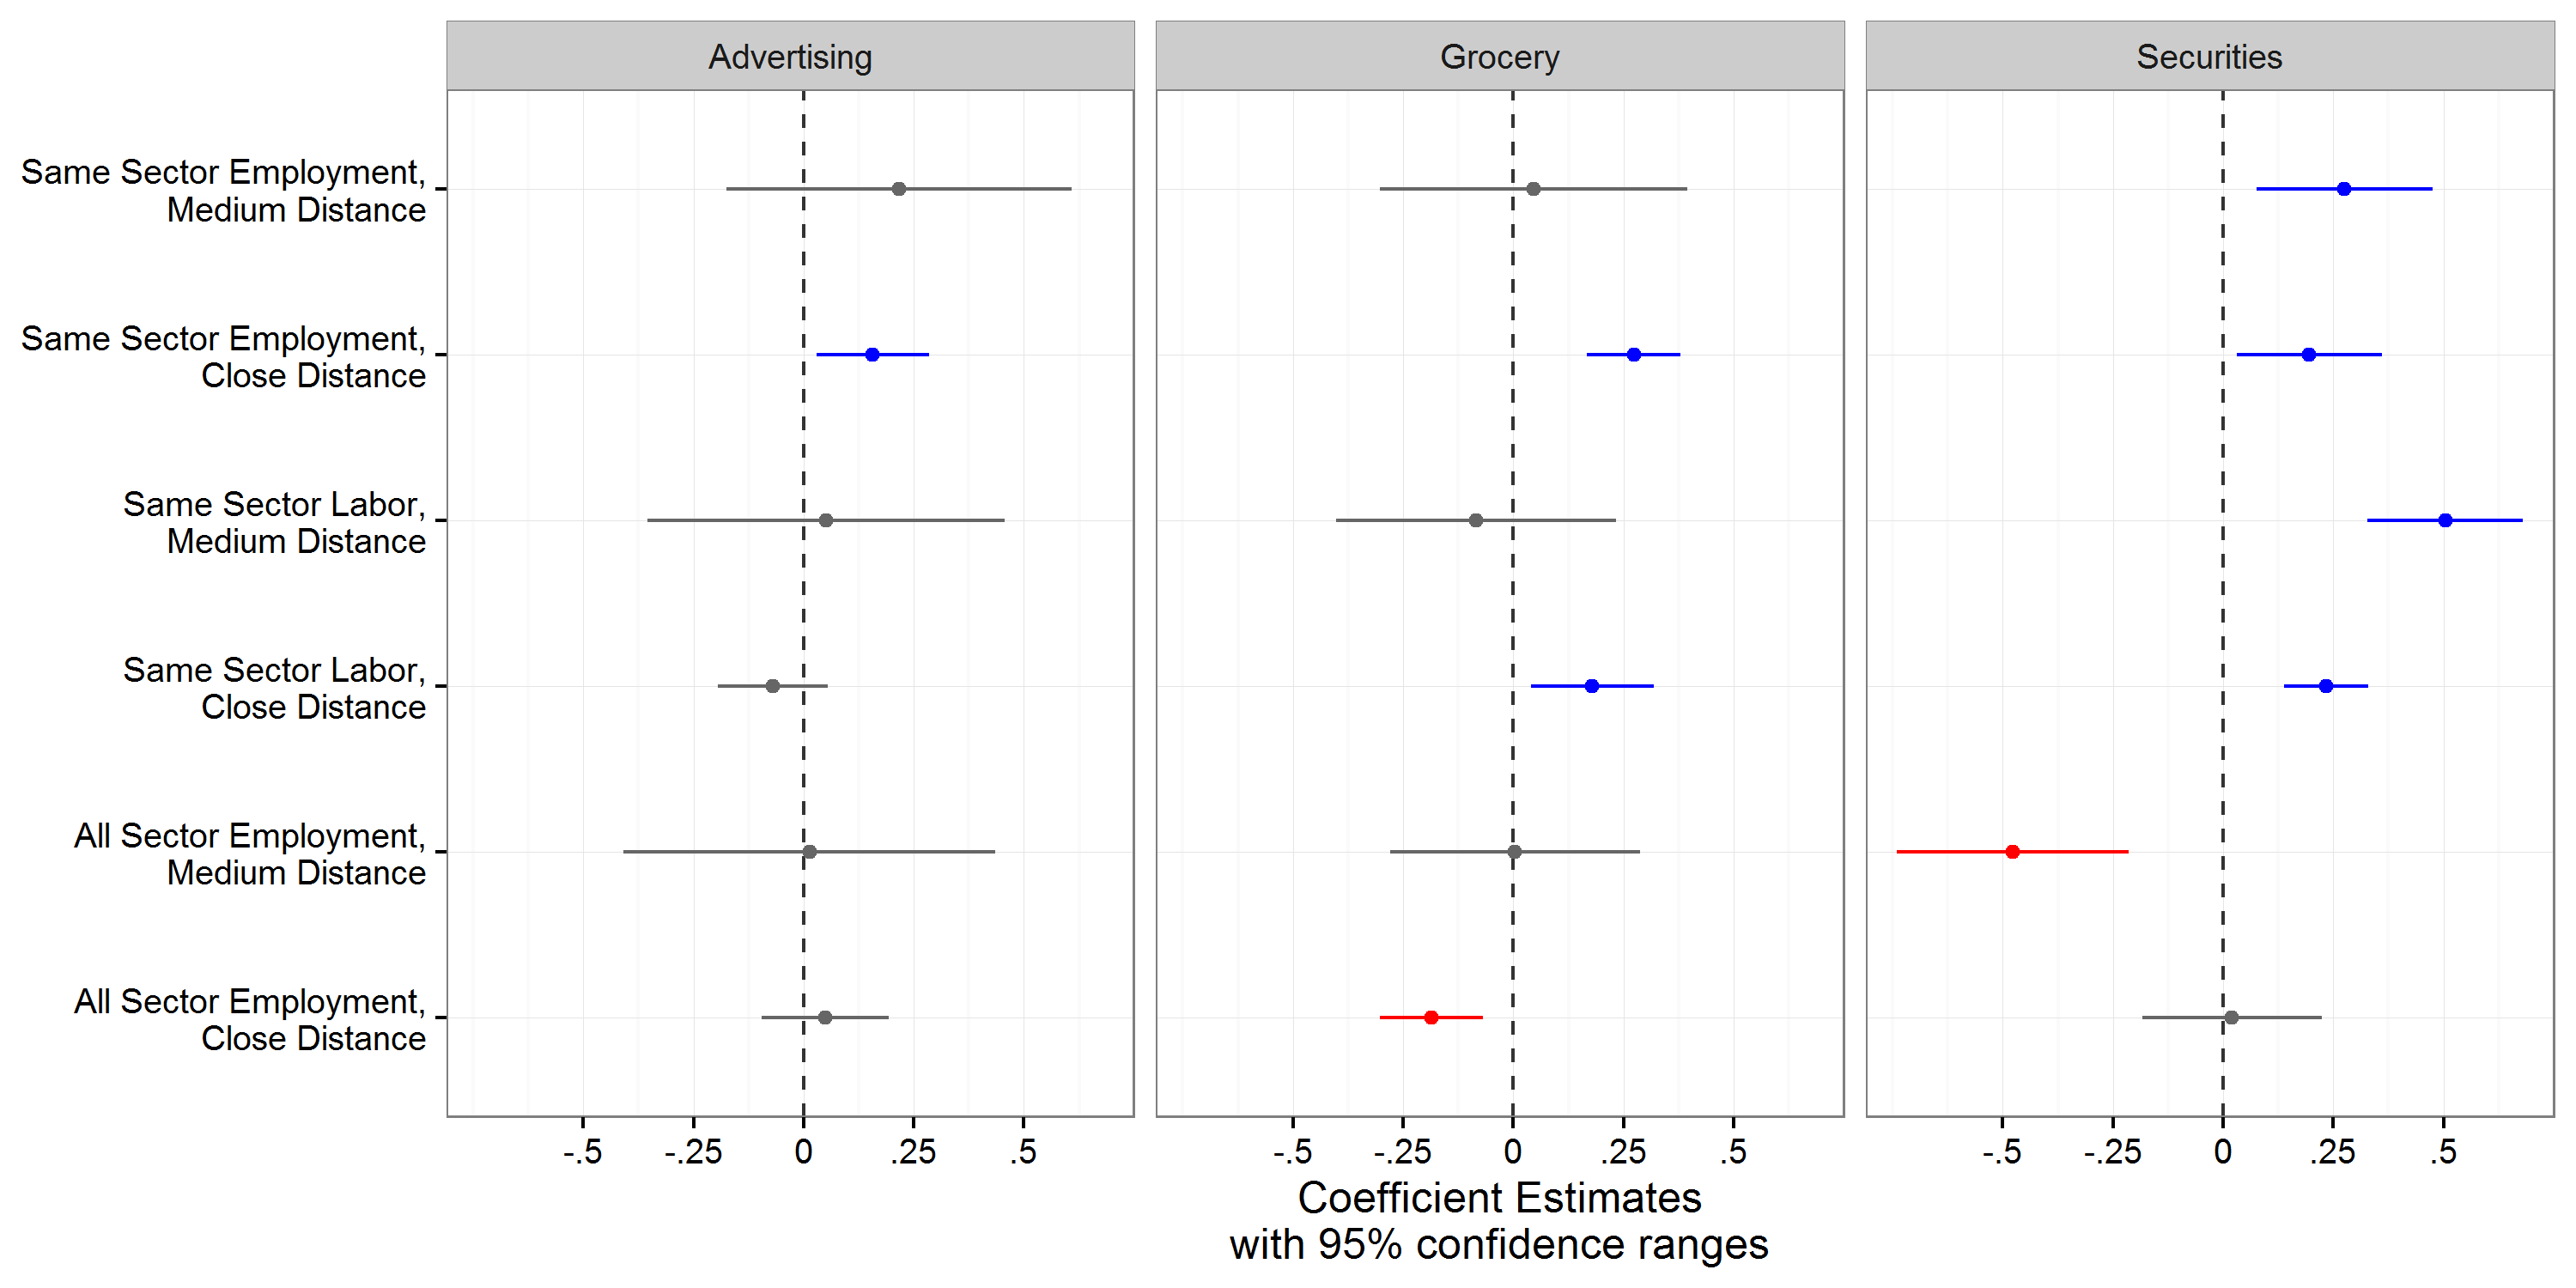 Advertising
Grocery
Securities
Same Sector Employment,
Medium Distance
Same Sector Employment,
Close Distance
Same Sector Labor,
Medium Distance
Same Sector Labor,
Close Distance
All Sector Employment,
Medium Distance
All Sector Employment,
Close Distance
-.5 -.25 0 .25 .5
-.5 -.25 0 .25 .5
-.5 -.25 0 .25 .5
Coefficient Estimates
with 95% confidence ranges